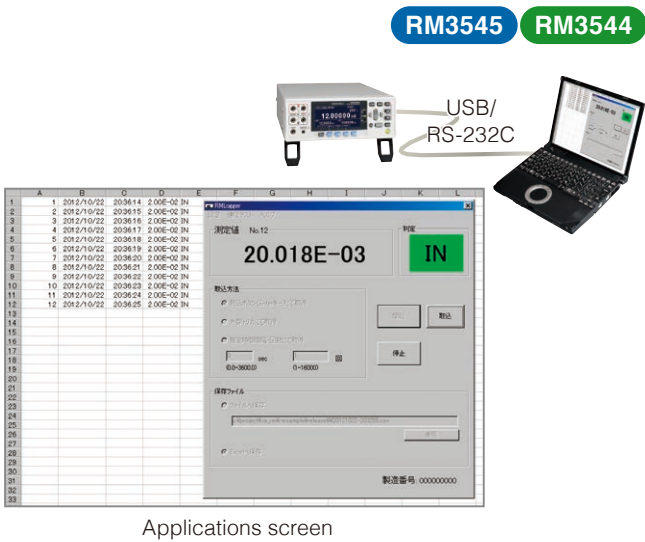 RM3545 RM3544
12.00000
USB/
RS-232C
A B C D E F G H I J K L
1 1 2012/10/22 20:36:14 2.00E-02 IN
2 2 2012/10/22 20:36:15 2.00E-02 IN
3 3 2012/10/22 20:36:16 2.00E-02 IN
4 4 2012/10/22 20:36:17 2.00E-02 IN
5 5 2012/10/22 20:36:18 2.00E-02 IN
6 6 2012/10/22 20:36:19 2.00E-02 IN
7 7 2012/10/22 20:36:20 2.00E-02 IN
8 8 2012/10/22 20:36:21 2.00E-02 IN
9 9 2012/10/22 20:36:22 2.00E-02 IN
10 10 2012/10/22 20:36:23 2.00E-02 IN
11 11 2012/10/22 20:36:24 2.00E-02 IN
12 12 2012/10/22 20:36:25 2.00E-02 IN
13
14
15
16
17
18
19
20
21
22
23
24
25
26
27
28
29
30
31
32
33
RMLogger
測定値 No.12
20.018E-03
判定
IN
取込方法
取込
sec 回
(0.0-3600.0) (1-16000)
停止
保存ファイル
製造番号: 000000000
Applications screen